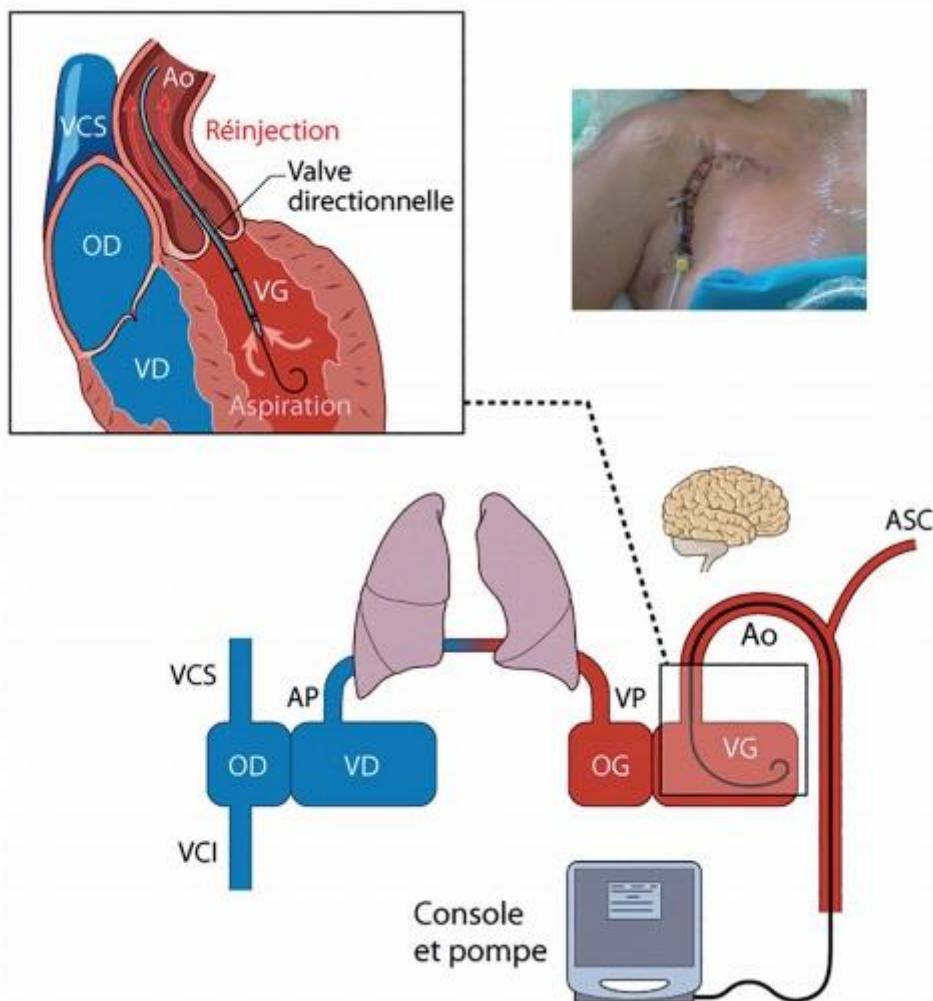 Ao
VCS
Réinjection
Valve
directionnelle
OD
VG
VD
Aspiration
ASC
Ao
VCS
AP
VP
OD
VD
OG
VG
VCI
Console
et pompe